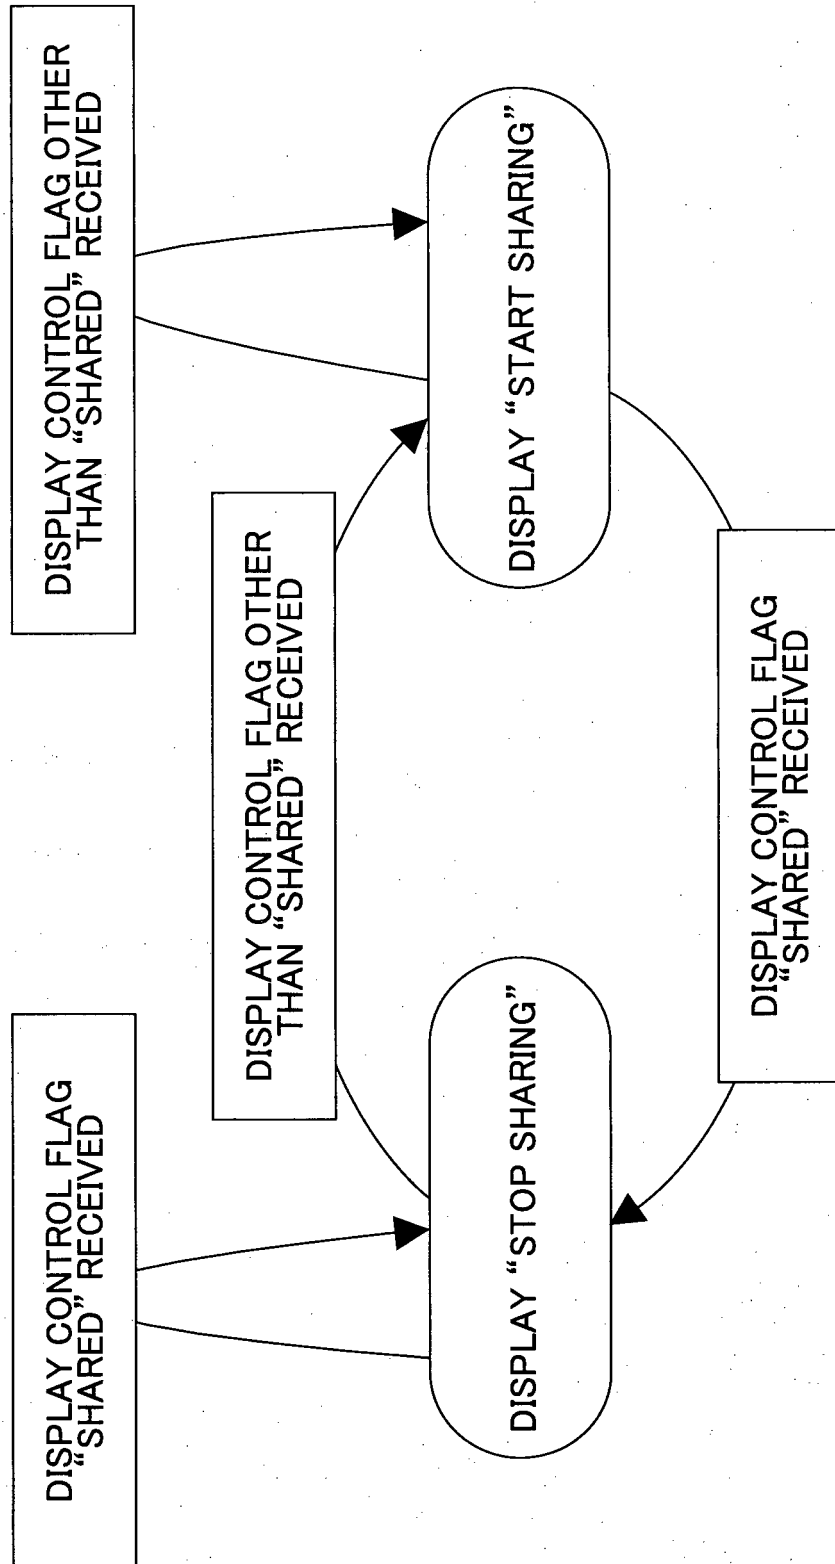 DISPLAY CONTROL FLAG
“SHARED” RECEIVED
DISPLAY CONTROL FLAG OTHER
THAN “SHARED” RECEIVED
DISPLAY CONTROL FLAG OTHER
THAN “SHARED” RECEIVED
DISPLAY “STOP SHARING”
DISPLAY “START SHARING”
DISPLAY CONTROL FLAG
“SHARED” RECEIVED